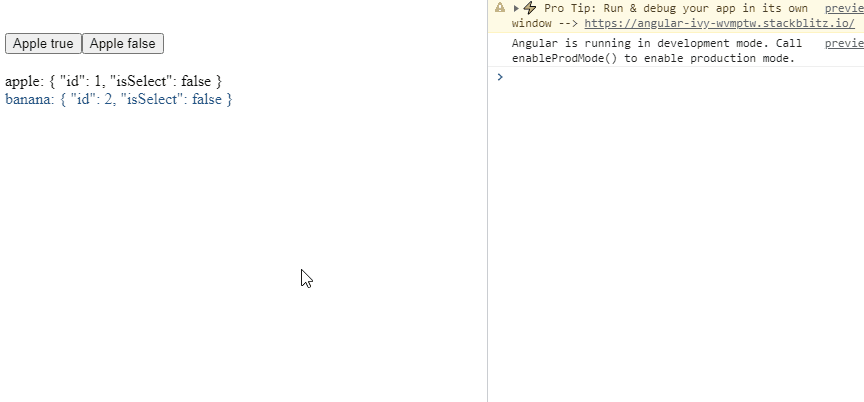 Apple true Apple false
apple: { "id": 1, "isSelect": false }
banana: { "id": 2, "isSelect": false }
Pro Tip: Run & debug your app in its own previe
window --> https://angular-ivy-wvmptw.stackblitz.io/
Angular is running in development mode. Call previe
enableProdMode() to enable production mode.